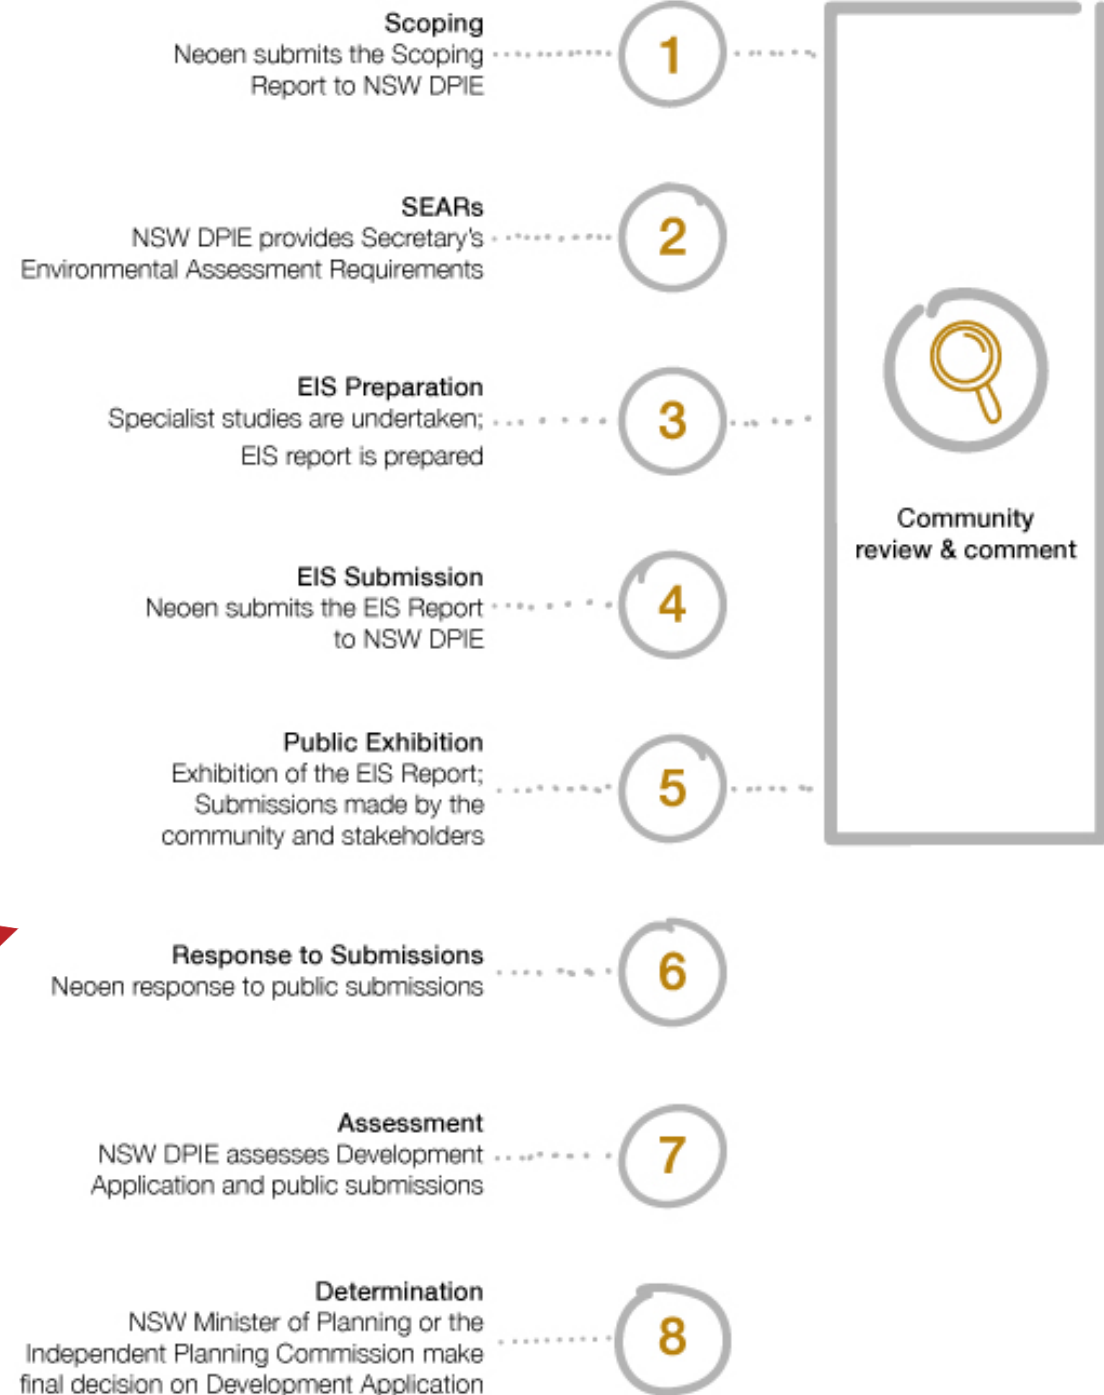 Scoping
Neoen submits the Scoping
Report to NSW DPIE
1
SEARs
NSW DPIE provides Secretary's
Environmental Assessment Requirements
2
EIS Preparation
Specialist studies are undertaken;
EIS report is prepared
3
Community
review & comment
EIS Submission
Neoen submits the EIS Report
to NSW DPIE
4
Public Exhibition
Exhibition of the EIS Report;
Submissions made by the
community and stakeholders
5
Response to Submissions
Neoen response to public submissions
6
Assessment
NSW DPIE assesses Development
Application and public submissions
7
Determination
NSW Minister of Planning or the
Independent Planning Commission make
final decision on Development Application
8